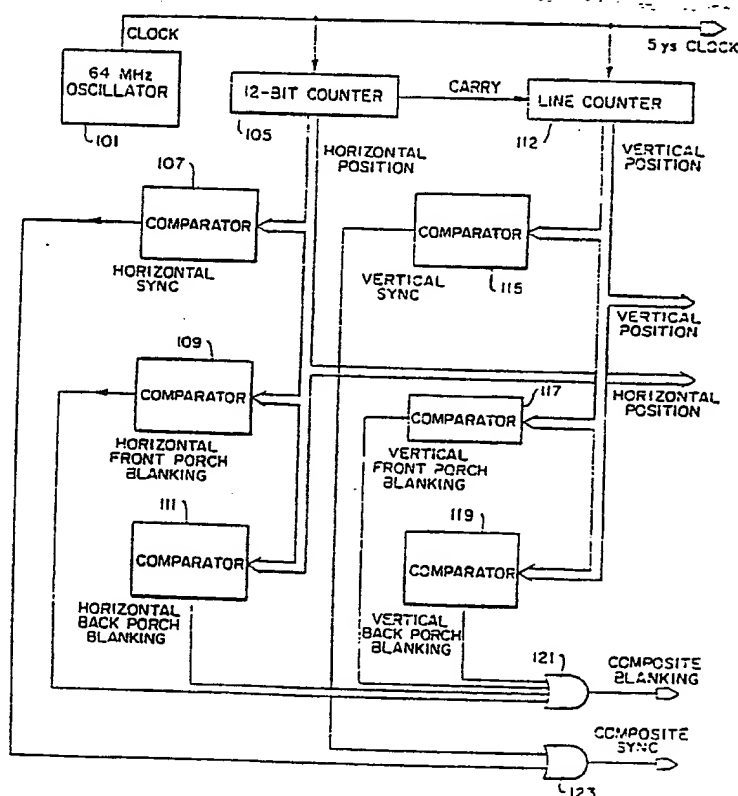 CLOCK
5 ys CLOCK
64 MHz
OSCILLATOR
101
12-BIT COUNTER
105
CARRY
LINE COUNTER
112
HORIZONTAL
POSITION
VERTICAL
POSITION
107
COMPARATOR
HORIZONTAL
SYNC
COMPARATOR
VERTICAL
SYNC
115
VERTICAL
POSITION
109
COMPARATOR
HORIZONTAL
FRONT PORCH
BLANKING
117
COMPARATOR
VERTICAL
FRONT PORCH
BLANKING
HORIZONTAL
POSITION
111
COMPARATOR
HORIZONTAL
BACK PORCH
BLANKING
119
COMPARATOR
VERTICAL
BACK PORCH
BLANKING
121
COMPOSITE
BLANKING
COMPOSITE
SYNC
123